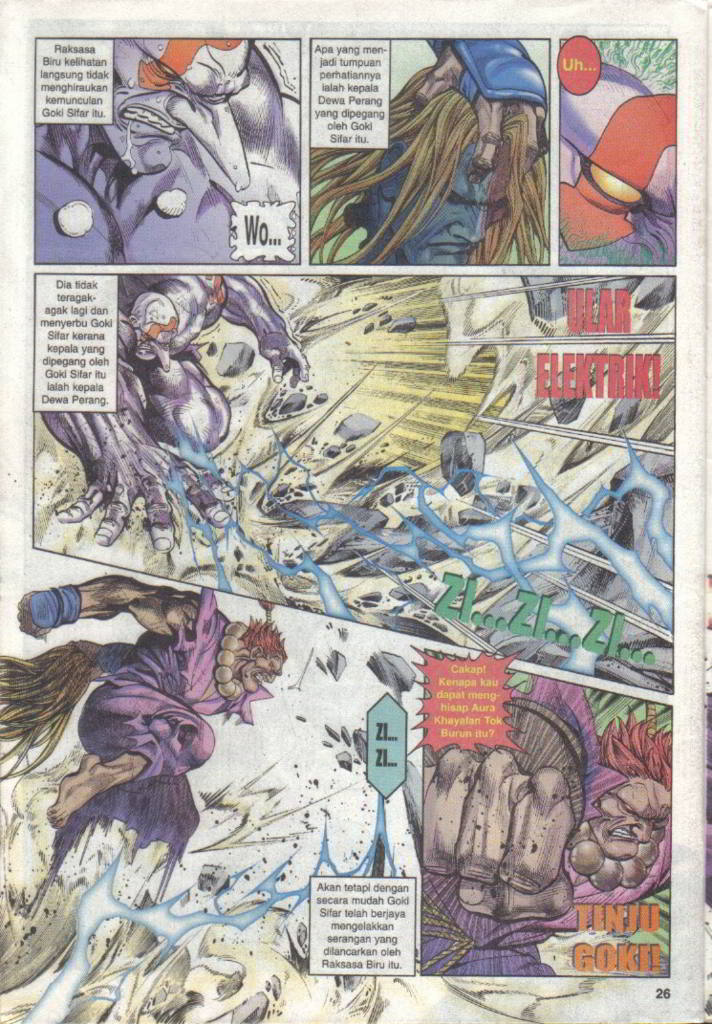 Raksasa
Biru kelihatan
langsung tidak
menghiraukan
kemunculan
Goki Sifar itu.
Wo...
Apa yang men-
jadi tumpuan
perhatiannya
ialah kepala
Dewa Perang
yang dipegang
oleh Goki
Sifar itu.
Uh...
Dia tidak
teragak-
agak lagi dan
menyerbu Goki
Sifar kerana
kepala yang
dipegang oleh
Goki Sifar itu
ialah kepala
Dewa Perang.
ULAR
ELEKTRIK!
ZI...ZI...ZI...
ZI...
ZI...
Akan tetapi dengan
secara mudah Goki
Sifar telah berjaya
mengelakkan
serangan yang
dilancarkan oleh
Raksasa Biru itu.
Cakap!
Kenapa kau
dapat meng-
hisap Aura
Khayalan Tok
Burun itu?
TINJU
GOKI!
26